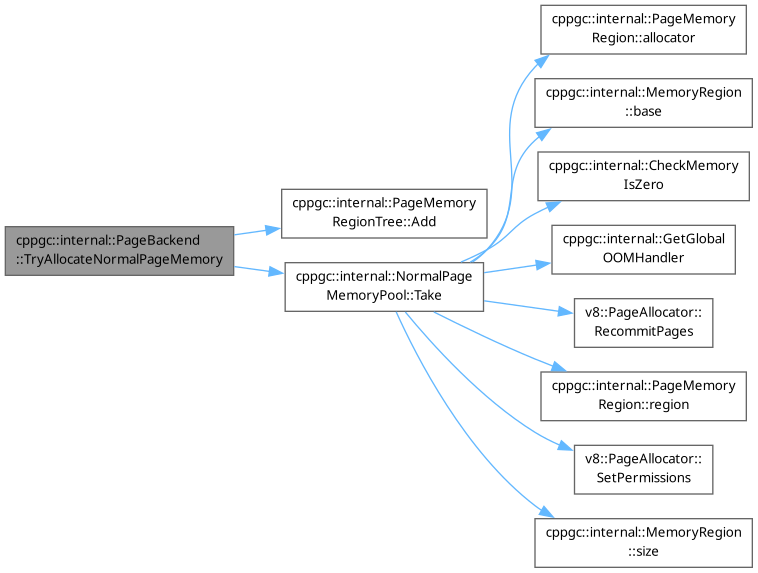 cppgc::internal::PageBackend
::TryAllocateNormalPageMemory
cppgc::internal::PageMemory
RegionTree::Add
cppgc::internal::NormalPage
MemoryPool::Take
cppgc::internal::PageMemory
Region::allocator
cppgc::internal::MemoryRegion
::base
cppgc::internal::CheckMemory
IsZero
cppgc::internal::GetGlobal
OOMHandler
v8::PageAllocator::
RecommitPages
cppgc::internal::PageMemory
Region::region
v8::PageAllocator::
SetPermissions
cppgc::internal::MemoryRegion
::size